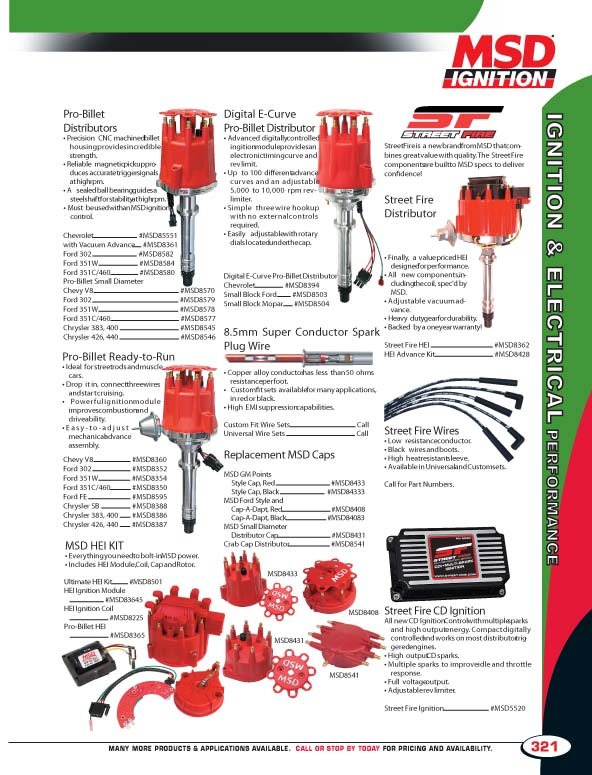 MSD
IGNITION
IGNITION & ELECTRICAL PERFORMANCE
Pro-Billet
Distributors
• Precision CNC machined billet
housing provides incredible
strength.
• Reliable magnetic pickup pro-
duces accurate trigger signals
at high rpm.
• A sealed ball bearing guides a
steel shaft for stability at high rpm.
• Must be used with an MSD ignition
control.
Chevrolet #MSD85551
with Vacuum Advance #MSD8361
Ford 302 #MSD8582
Ford 351W #MSD8584
Ford 351C/460 #MSD8580
Pro-Billet Small Diameter
Chevy V8 #MSD8570
Ford 302 #MSD8579
Ford 351W #MSD8578
Ford 351C/460 #MSD8577
Chrysler 383, 400 #MSD8545
Chrysler 426, 440 #MSD8546
Pro-Billet Ready-to-Run
• Ideal for street rods and muscle
cars.
• Drop it in, connect three wires
and start cruising.
• Powerful ignition module
improves combustion and
driveability.
• Easy-to-adjust
mechanical advance
assembly.
Chevy V8 #MSD8360
Ford 302 #MSD8352
Ford 351W #MSD8354
Ford 351C/460 #MSD8350
Ford FE #MSD8595
Chrysler SB #MSD8388
Chrysler 383, 400 #MSD8386
Chrysler 426, 440 #MSD8387
MSD HEI KIT
• Everything you need to bolt-in MSD power.
• Includes HEI Module, Coil, Cap and Rotor.
Ultimate HEI Kit #MSD8501
HEI Ignition Module
#MSD83645
HEI Ignition Coil
#MSD8225
Pro-Billet HEI
#MSD8365
Digital E-Curve
Pro-Billet Distributor
• Advanced digitally controlled
ingition module provides an
electronic timing curve and
rev limit.
• Up to 100 different advance
curves and an adjustable
5,000 to 10,000 rpm rev-
limiter.
• Simple three wire hookup
with no external controls
required.
• Easily adjustable with rotary
dials located under the cap.
Digital E-Curve Pro-Billet Distributor
Chevrolet #MSD8394
Small Block Ford #MSD8503
Small Block Mopar #MSD8504
8.5mm Super Conductor Spark
Plug Wire
• Copper alloy conductor has less than 50 ohms
resistance per foot.
• Custom fit sets available for many applications,
in red or black.
• High EMI suppression capabilities.
Custom Fit Wire Sets Call
Universal Wire Sets Call
Replacement MSD Caps
MSD GM Points
Style Cap, Red #MSD8433
Style Cap, Black #MSD84333
MSD Ford Style and
Cap-A-Dapt, Red #MSD8408
Cap-A-Dapt, Black #MSD84083
MSD Small Diameter
Distributor Cap #MSD8431
Crab Cap Distributor #MSD8541
MSD8433
MSD8408
MSD8431
MSD8541
MSD
MSD
MSD
MSD
SF
STREET FIRE
Street Fire is a new brand from MSD that com-
bines great value with quality. The Street Fire
components are built to MSD specs to deliver
confidence!
Street Fire
Distributor
• Finally, a value priced HEI
designed for performance.
• All new components, in-
cluding the coil, spec'd by
MSD.
• Adjustable vacuum ad-
vance.
• Heavy duty gear for durability.
• Backed by a one year warranty!
Street Fire HEI #MSD8362
HEI Advance Kit #MSD8428
Street Fire Wires
• Low resistance conductor.
• Black wires and boots.
• High heat resistant sleeve.
• Available in Universal and Custom sets.
Call for Part Numbers.
SF
STREET FIRE
CD MULTI-SPARK
IGNITION
Street Fire CD Ignition
All new CD Ignition Control with multiple sparks
and high output energy. Compact digitally
controlled and works on most distributor trig-
gered engines.
• High output CD sparks.
• Multiple sparks to improve idle and throttle
response.
• Full voltage output.
• Adjustable rev limiter.
Street Fire Ignition #MSD5520
MANY MORE PRODUCTS & APPLICATIONS AVAILABLE. CALL OR STOP BY TODAY FOR PRICING AND AVAILABILITY.
321